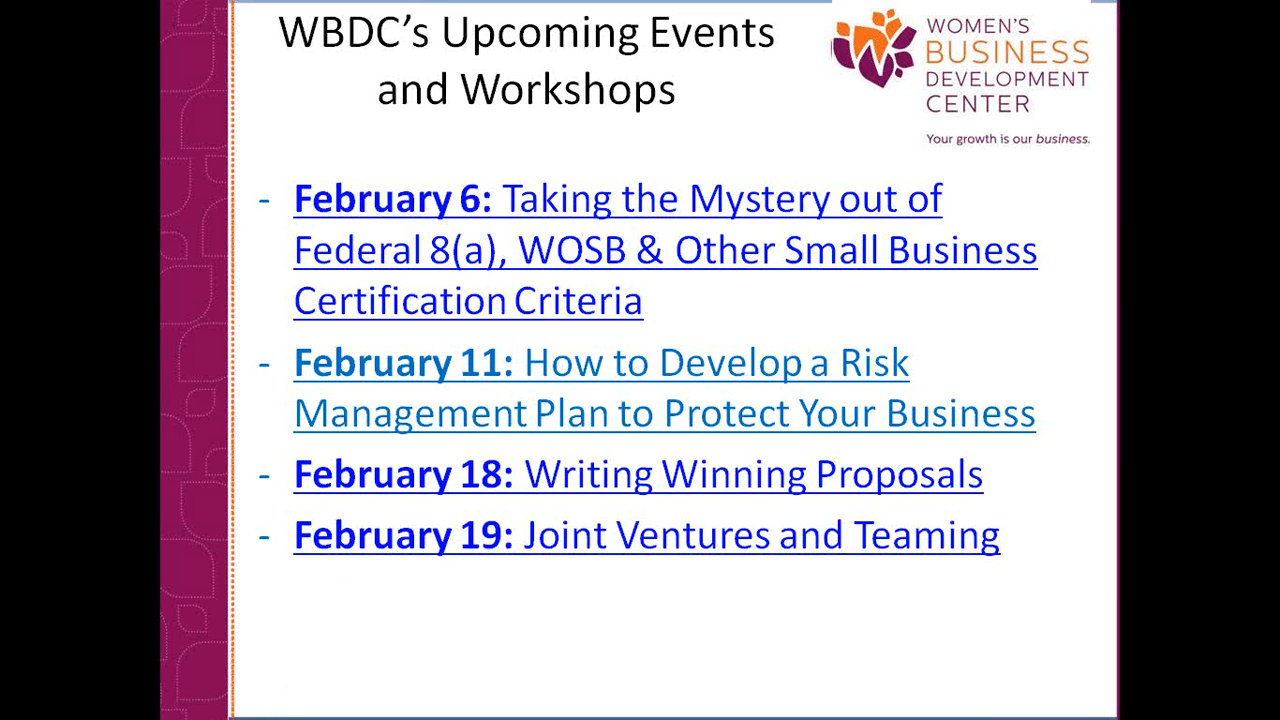 WBDC’s Upcoming Events
and Workshops
WOMEN'S
BUSINESS
DEVELOPMENT
CENTER
Your growth is our business.
- February 6: Taking the Mystery out of
Federal 8(a), WOSB & Other Small Business
Certification Criteria
- February 11: How to Develop a Risk
Management Plan to Protect Your Business
- February 18: Writing Winning Proposals
- February 19: Joint Ventures and Teaming